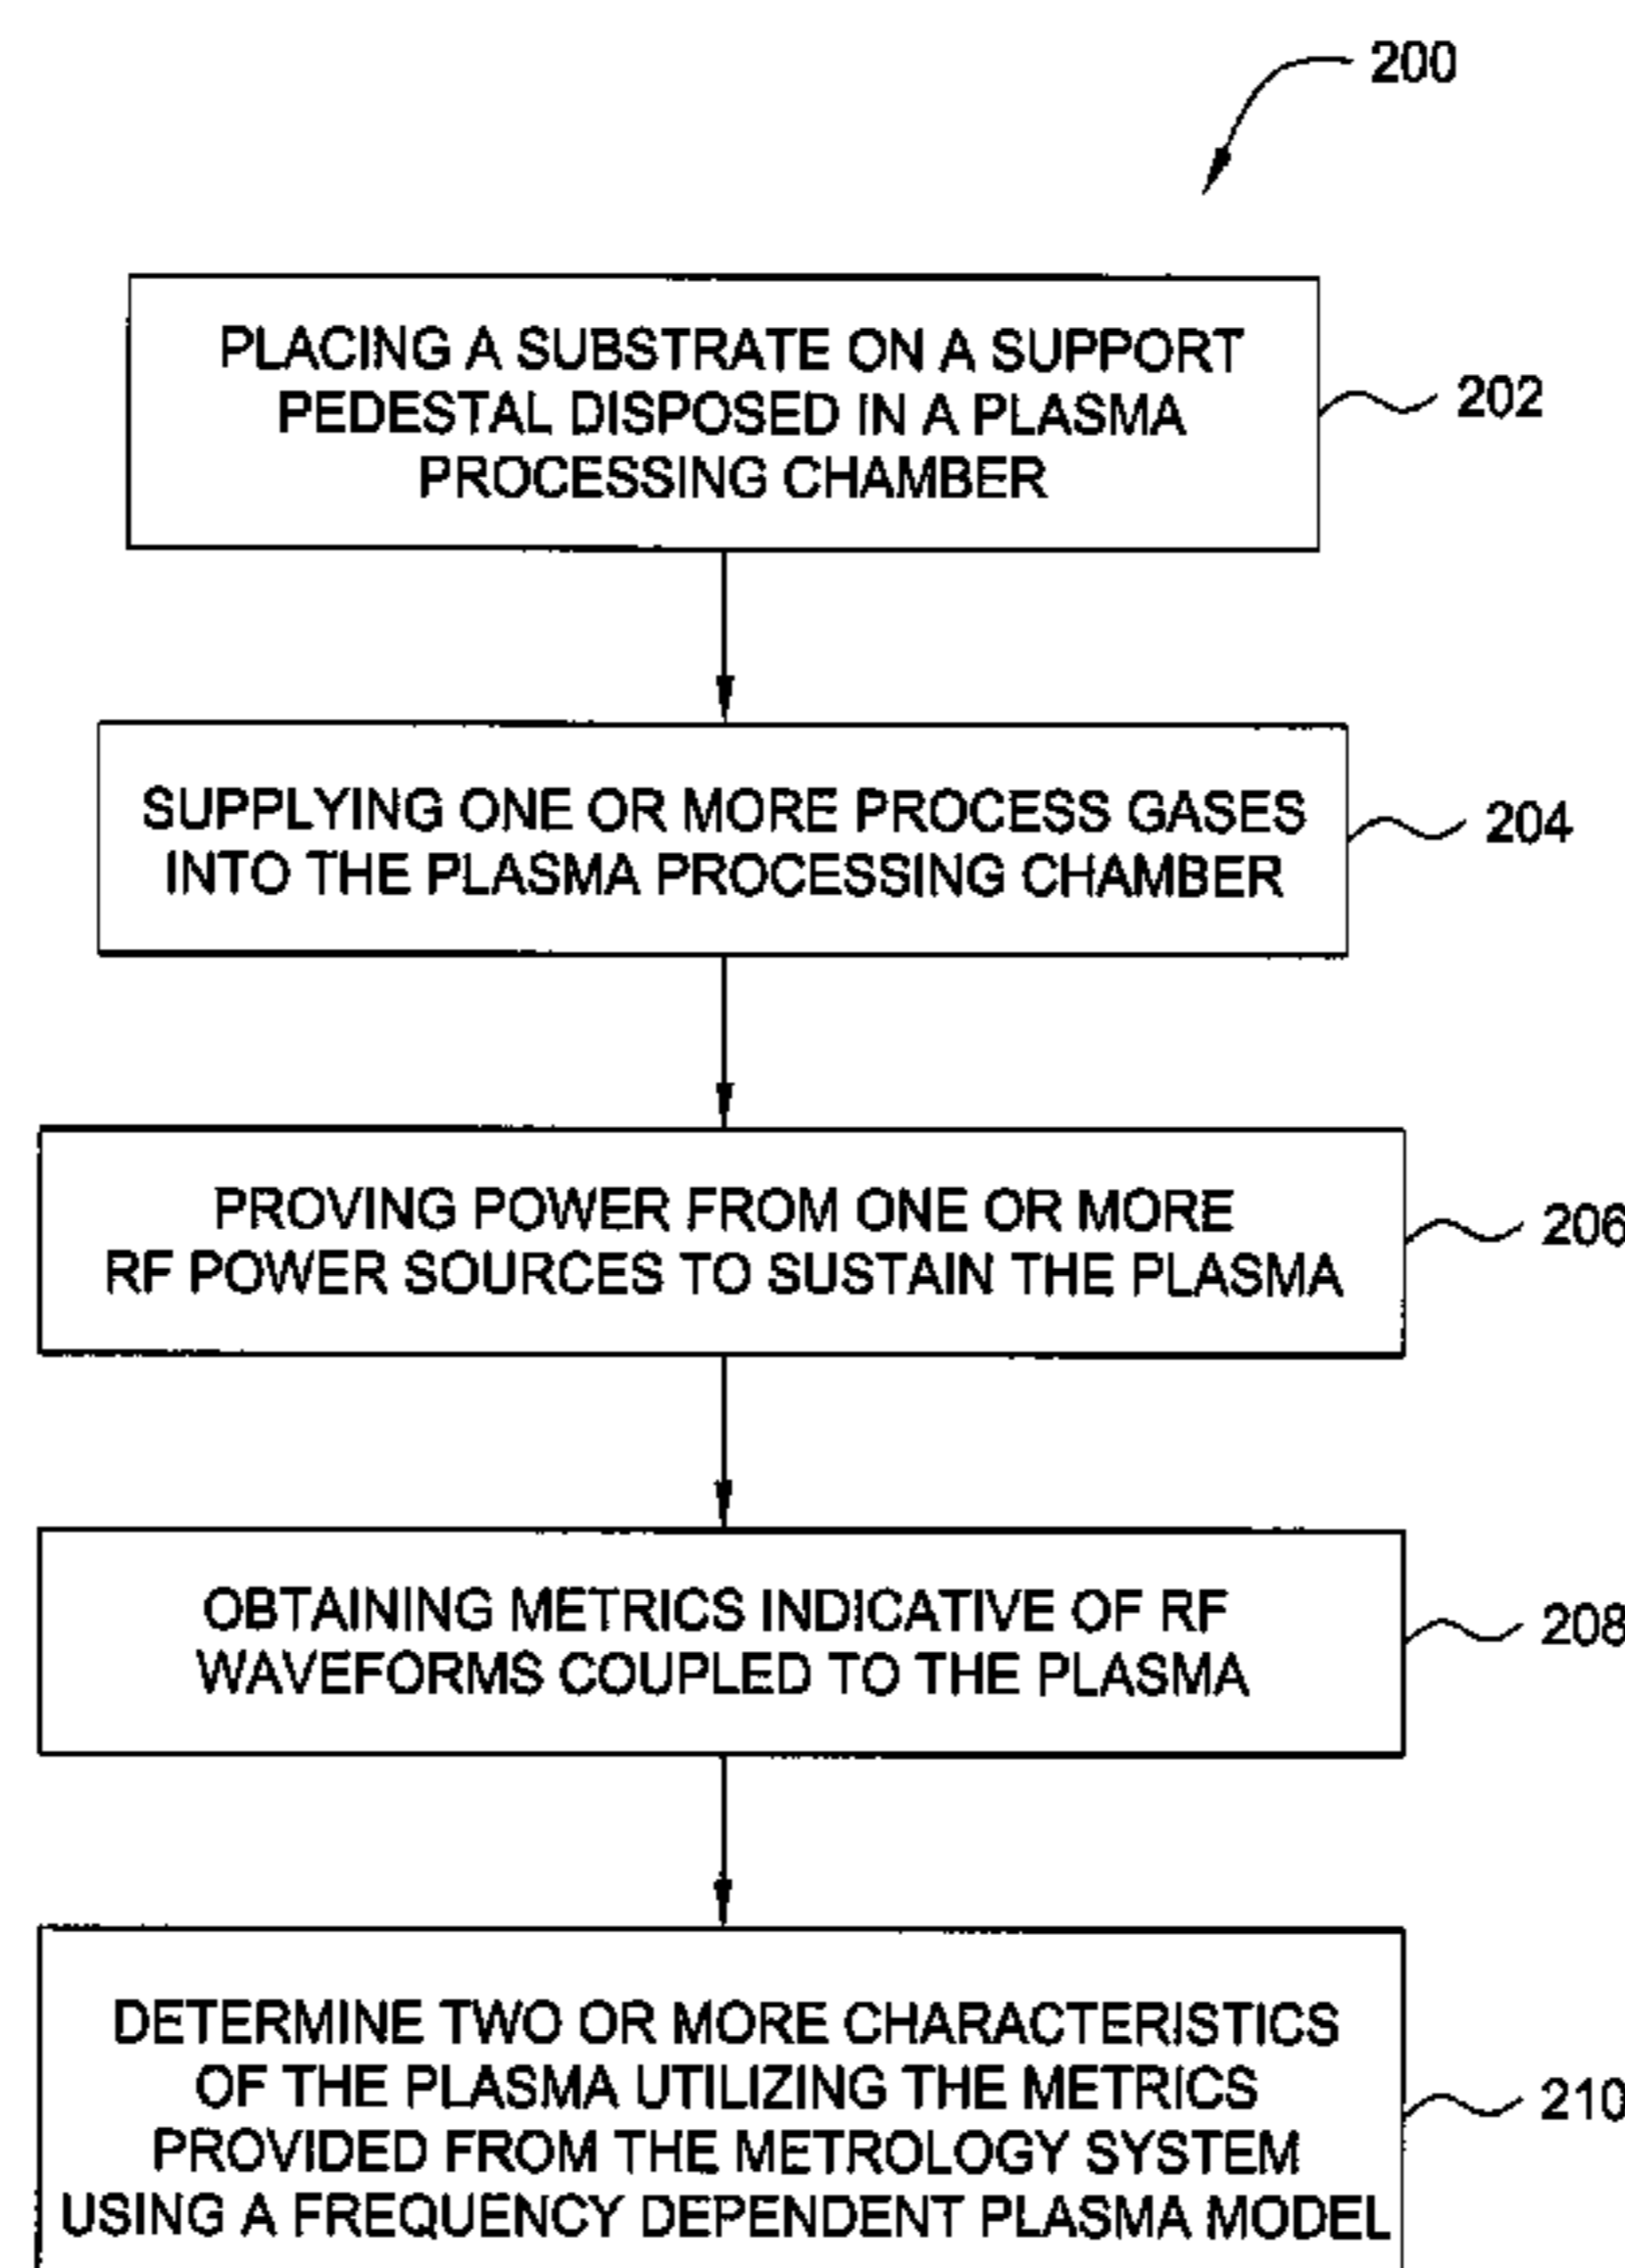 200
PLACING A SUBSTRATE ON A SUPPORT
PEDESTAL DISPOSED IN A PLASMA
PROCESSING CHAMBER
202
SUPPLYING ONE OR MORE PROCESS GASES
INTO THE PLASMA PROCESSING CHAMBER
204
PROVING POWER FROM ONE OR MORE
RF POWER SOURCES TO SUSTAIN THE PLASMA
206
OBTAINING METRICS INDICATIVE OF RF
WAVEFORMS COUPLED TO THE PLASMA
208
DETERMINE TWO OR MORE CHARACTERISTICS
OF THE PLASMA UTILIZING THE METRICS
PROVIDED FROM THE METROLOGY SYSTEM
USING A FREQUENCY DEPENDENT PLASMA MODEL
210